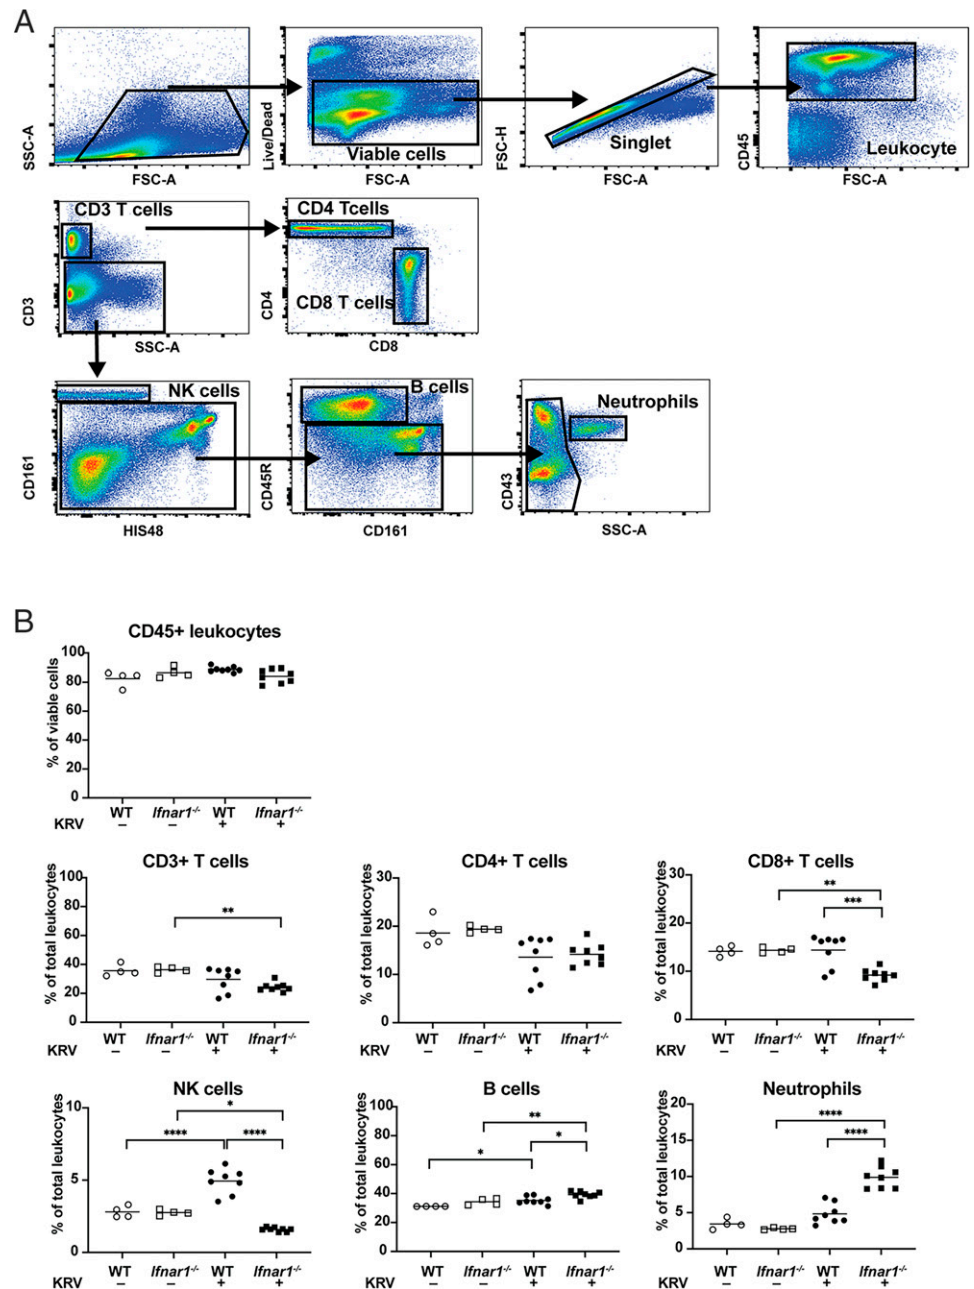 A
SSC-A
FSC-A
Live/Dead
Viable cells
FSC-A
FSC-H
Singlet
FSC-A
CD45
Leukocyte
FSC-A
CD3 T cells
CD3
SSC-A
CD4 Tcells
CD8 T cells
CD4
CD8
NK cells
CD161
HIS48
B cells
CD45R
CD161
Neutrophils
CD43
SSC-A
B
CD45+ leukocytes
% of viable cells
100
80
60
40
20
0
WT Ifnar1-/- WT Ifnar1-/-
KRV – – + +
CD3+ T cells
% of total leukocytes
100
80
60
40
20
0
**
WT Ifnar1-/- WT Ifnar1-/-
KRV – – + +
CD4+ T cells
% of total leukocytes
30
20
10
0
WT Ifnar1-/- WT Ifnar1-/-
KRV – – + +
CD8+ T cells
% of total leukocytes
30
20
10
0
**
***
WT Ifnar1-/- WT Ifnar1-/-
KRV – – + +
NK cells
% of total leukocytes
10
5
0
*
**** ****
WT Ifnar1-/- WT Ifnar1-/-
KRV – – + +
B cells
% of total leukocytes
100
80
60
40
20
0
**
*
*
WT Ifnar1-/- WT Ifnar1-/-
KRV – – + +
Neutrophils
% of total leukocytes
20
15
10
5
0
****
****
WT Ifnar1-/- WT Ifnar1-/-
KRV – – + +